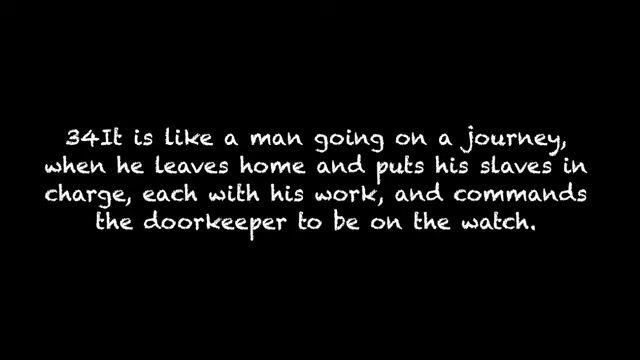 34It is like a man going on a journey,
when he leaves home and puts his slaves in
charge, each with his work, and commands
the doorkeeper to be on the watch.